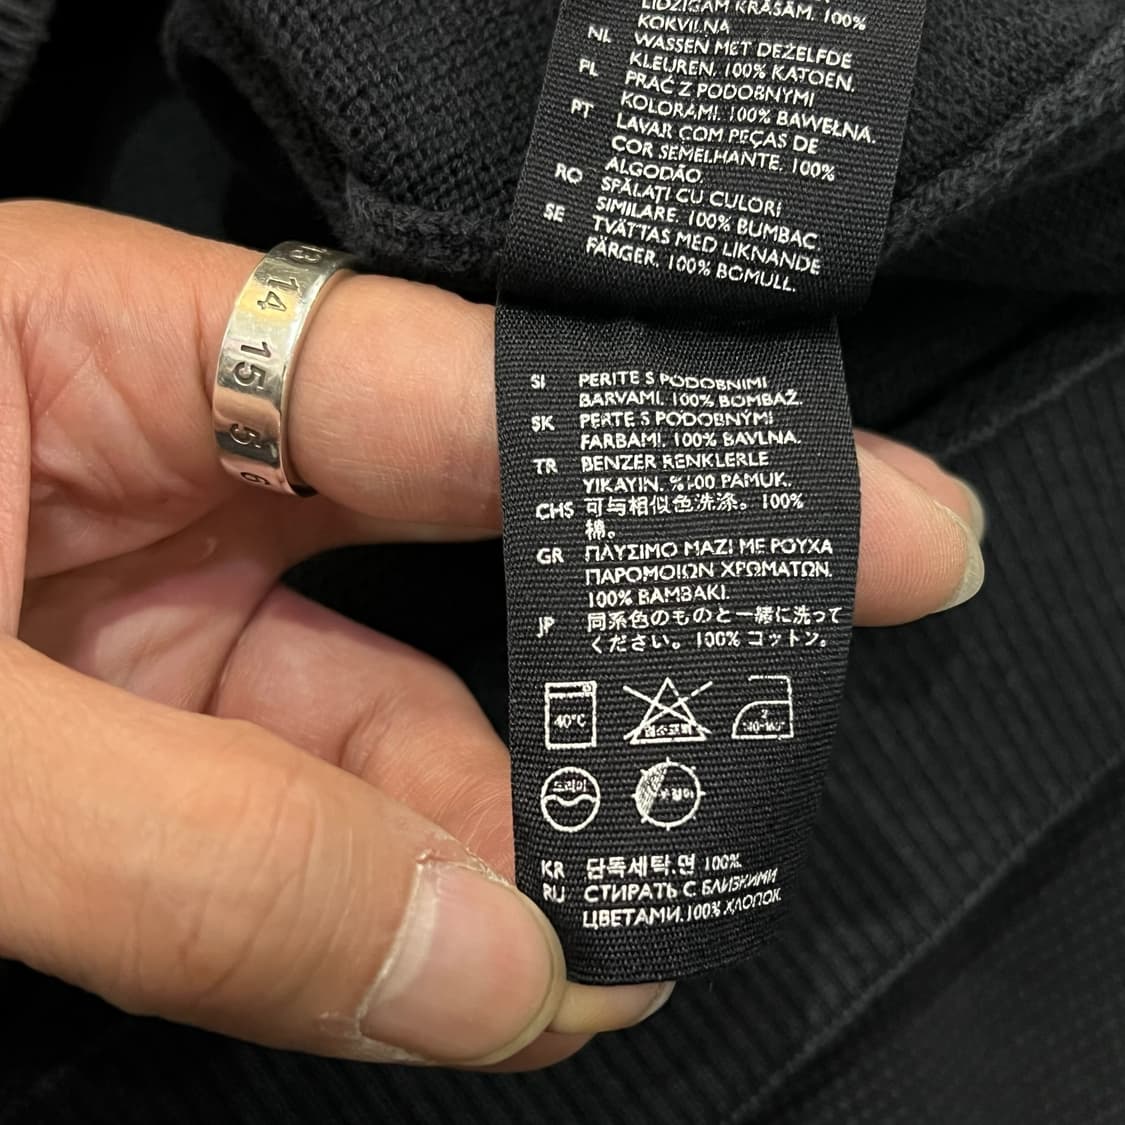 LĪDZĪGĀM KRĀSĀM. 100%
KOKVILNA
NL WASSEN MET DEZELFDE
KLEUREN. 100% KATOEN.
PL PRAĆ Z PODOBNYMI
KOLORAMI. 100% BAWEŁNA.
PT LAVAR COM PEÇAS DE
COR SEMELHANTE. 100%
ALGODÃO
RO SPĂLAȚI CU CULORI
SIMILARE. 100% BUMBAC
SE TVÄTTAS MED LIKNANDE
FÄRGER. 100% BOMULL.
SI PERITE S PODOBNIMI
BARVAMI. 100% BOMBAŽ.
SK PERTE S PODOBNÝMI
FARBAMI. 100% BAVLNA.
TR BENZER RENKLERLE
YIKAYIN. %100 PAMUK.
CHS 可与相似色洗涤。100%
棉。
GR ΠΛΥΣΙΜΟ ΜΑΖΙ ΜΕ ΡΟΥΧΑ
ΠΑΡΟΜΟΙΩΝ ΧΡΩΜΑΤΩΝ.
100% ΒΑΜΒΑΚΙ.
JP 同系色のものと一緒に洗って
ください。100% コットン。
40°C
2
드라이
KR 단독세탁.면 100%
RU СТИРАТЬ С БЛИЗКИМИ
ЦВЕТАМИ.100% ХЛОПОК.
14
15
5
6